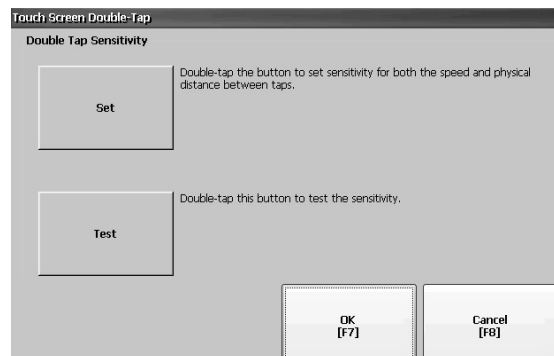 Touch Screen Double-Tap
Double Tap Sensitivity
Set
Double-tap the button to set sensitivity for both the speed and physical
distance between taps.
Test
Double-tap this button to test the sensitivity.
OK
[F7]
Cancel
[F8]